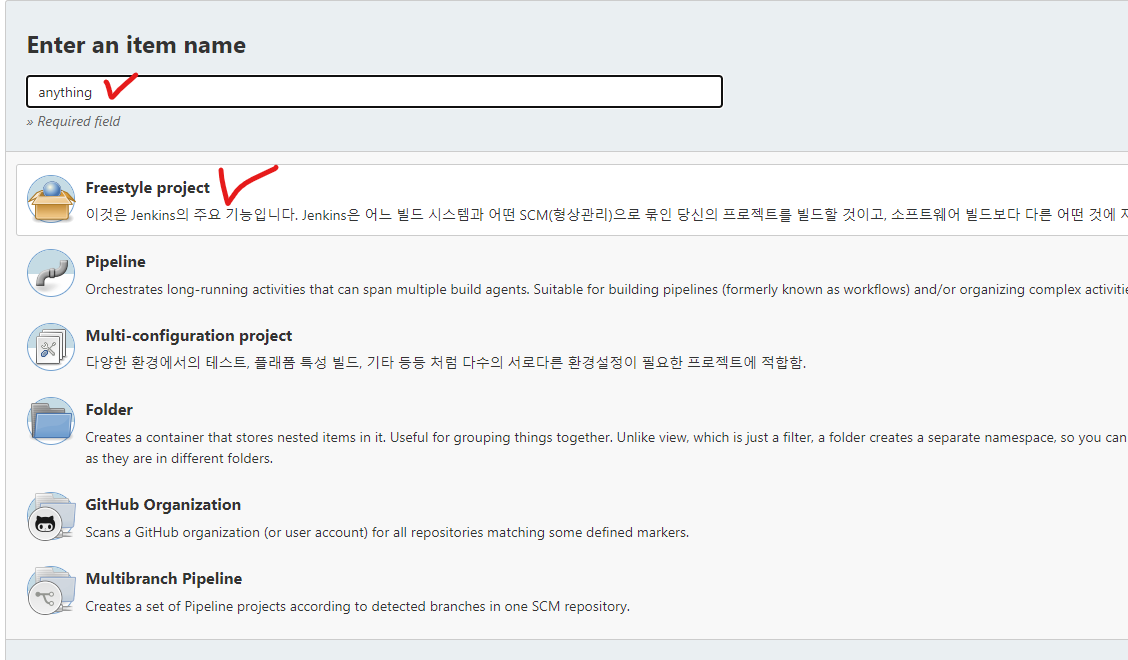 Enter an item name
anything
» Required field
Freestyle project
이것은 Jenkins의 주요 기능입니다. Jenkins은 어느 빌드 시스템과 어떤 SCM(형상관리)으로 묶인 당신의 프로젝트를 빌드할 것이고, 소프트웨어 빌드보다 다른 어떤 것에
Pipeline
Orchestrates long-running activities that can span multiple build agents. Suitable for building pipelines (formerly known as workflows) and/or organizing complex
Multi-configuration project
다양한 환경에서의 테스트, 플래폼 특성 빌드, 기타 등등 처럼 다수의 서로다른 환경설정이 필요한 프로젝트에 적합함.
Folder
Creates a container that stores nested items in it. Useful for grouping things together. Unlike view, which is just a filter, a folder creates a separate namespace, so you can
as they are in different folders.
GitHub Organization
Scans a GitHub organization (or user account) for all repositories matching some defined markers.
Multibranch Pipeline
Creates a set of Pipeline projects according to detected branches in one SCM repository.